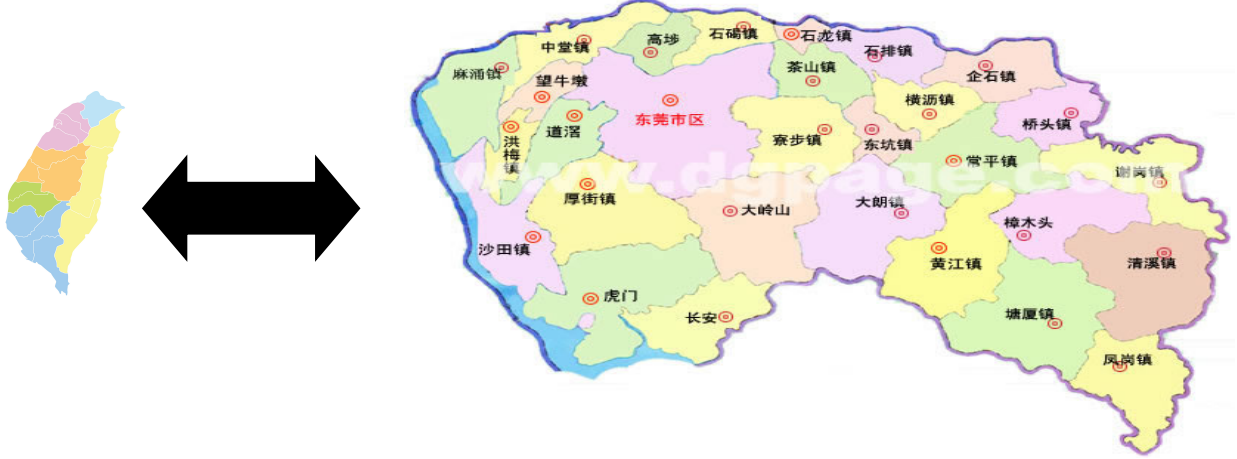 中堂镇
高埗
石碣镇
石龙镇
石排镇
麻涌镇
望牛墩
茶山镇
企石镇
横沥镇
桥头镇
洪梅镇
道滘
东莞市区
寮步镇
东坑镇
常平镇
谢岗镇
www.dgpage.com
厚街镇
大岭山
大朗镇
樟木头
沙田镇
黄江镇
清溪镇
虎门
长安
塘厦镇
凤岗镇